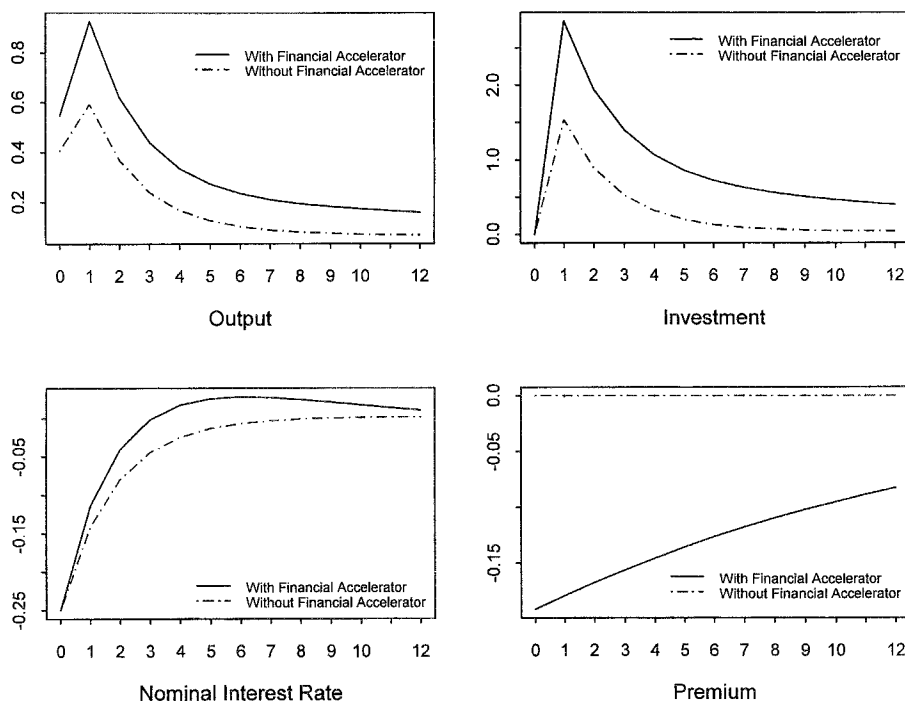 0.8
0.6
0.4
0.2
With Financial Accelerator
Without Financial Accelerator
0 1 2 3 4 5 6 7 8 9 10 12
Output
2.0
1.0
0.0
With Financial Accelerator
Without Financial Accelerator
0 1 2 3 4 5 6 7 8 9 10 12
Investment
-0.05
-0.15
-0.25
With Financial Accelerator
Without Financial Accelerator
0 1 2 3 4 5 6 7 8 9 10 12
Nominal Interest Rate
0.0
-0.05
-0.15
With Financial Accelerator
Without Financial Accelerator
0 1 2 3 4 5 6 7 8 9 10 12
Premium